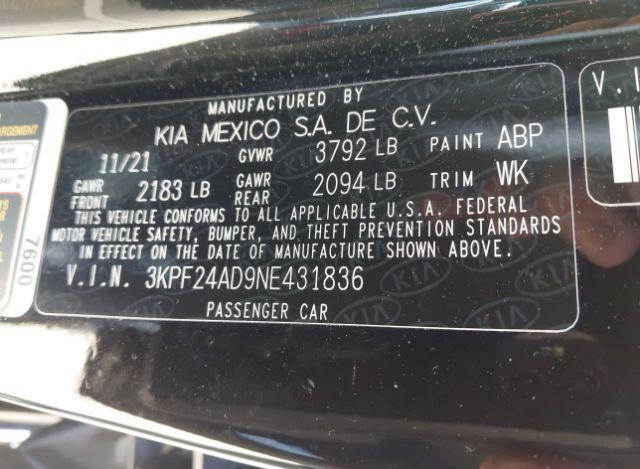 MANUFACTURED BY
KIA MEXICO S.A. DE C.V.
11/21 GVWR 3792 LB PAINT ABP
GAWR FRONT 2183 LB GAWR REAR 2094 LB TRIM WK
THIS VEHICLE CONFORMS TO ALL APPLICABLE U.S.A. FEDERAL
MOTOR VEHICLE SAFETY, BUMPER, AND THEFT PREVENTION STANDARDS
IN EFFECT ON THE DATE OF MANUFACTURE SHOWN ABOVE.
V.I.N. 3KPF24AD9NE431836
PASSENGER CAR
7600
V.I